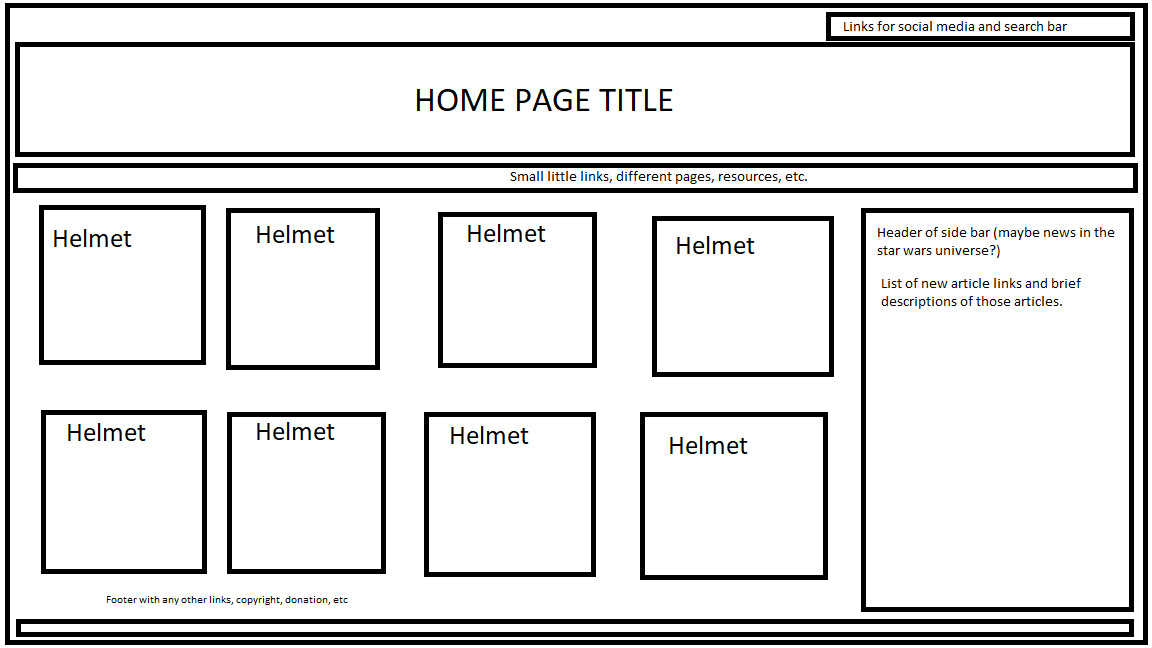 Links for social media and search bar
HOME PAGE TITLE
Small little links, different pages, resources, etc.
Helmet
Helmet
Helmet
Helmet
Header of side bar (maybe news in the
star wars universe?)
List of new article links and brief
descriptions of those articles.
Helmet
Helmet
Helmet
Helmet
Footer with any other links, copyright, donation, etc